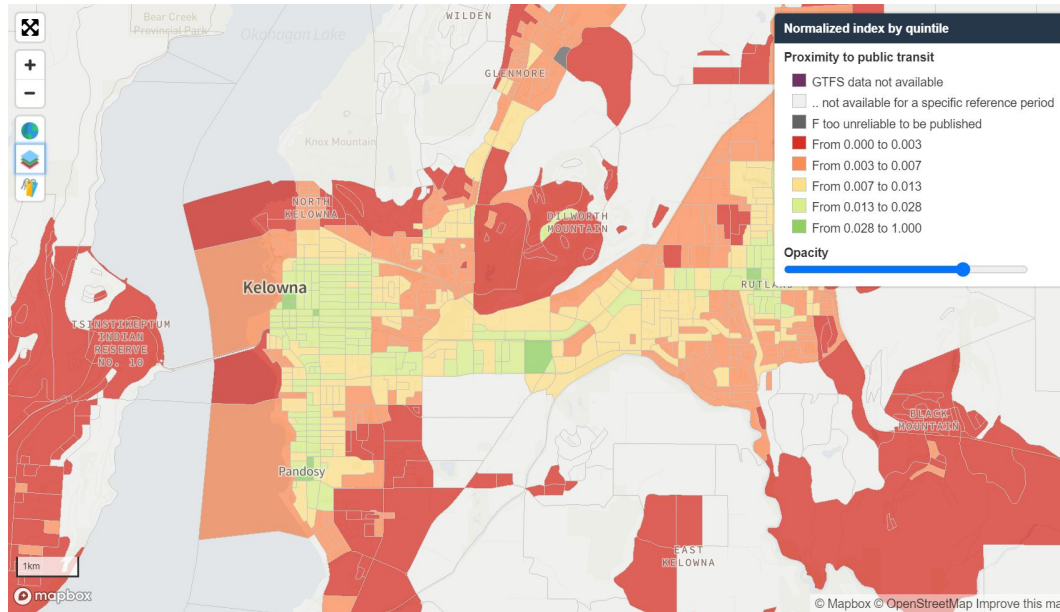 Bear Creek
Provincial Park
Okanagan Lake
WILDEN
GLENMORE
Knox Mountain
NORTH
KELOWNA
DILWORTH
MOUNTAIN
Kelowna
TSINSTIKEPTUM
INDIAN
RESERVE
NO. 10
BLACK
MOUNTAIN
Pandosy
EAST
KELOWNA
+
−
Normalized index by quintile
Proximity to public transit
GTFS data not available
.. not available for a specific reference period
F too unreliable to be published
From 0.000 to 0.003
From 0.003 to 0.007
From 0.007 to 0.013
From 0.013 to 0.028
From 0.028 to 1.000
Opacity
1km
mapbox
© Mapbox © OpenStreetMap Improve this